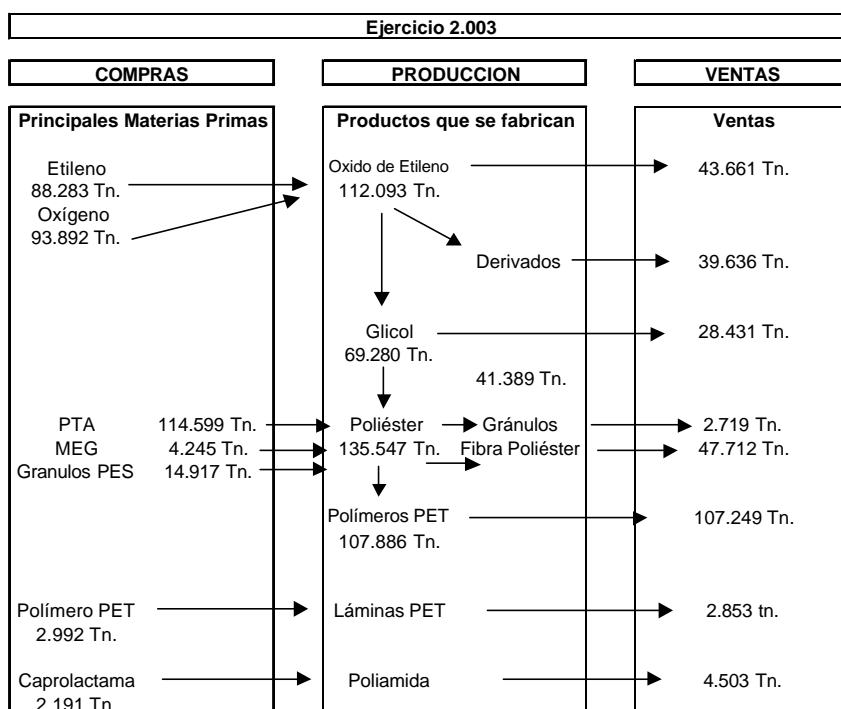 Ejercicio 2.003
COMPRAS
PRODUCCION
VENTAS
Principales Materias Primas
Productos que se fabrican
Ventas
Etileno
88.283 Tn.
Oxígeno
93.892 Tn.
Oxido de Etileno
112.093 Tn.
43.661 Tn.
Derivados
39.636 Tn.
Glicol
69.280 Tn.
28.431 Tn.
41.389 Tn.
PTA 114.599 Tn.
Poliéster
Gránulos
2.719 Tn.
MEG 4.245 Tn.
135.547 Tn.
Fibra Poliéster
47.712 Tn.
Granulos PES 14.917 Tn.
Polímeros PET
107.886 Tn.
107.249 Tn.
Polímero PET
2.992 Tn.
Láminas PET
2.853 tn.
Caprolactama
2.191 Tn
Poliamida
4.503 Tn.